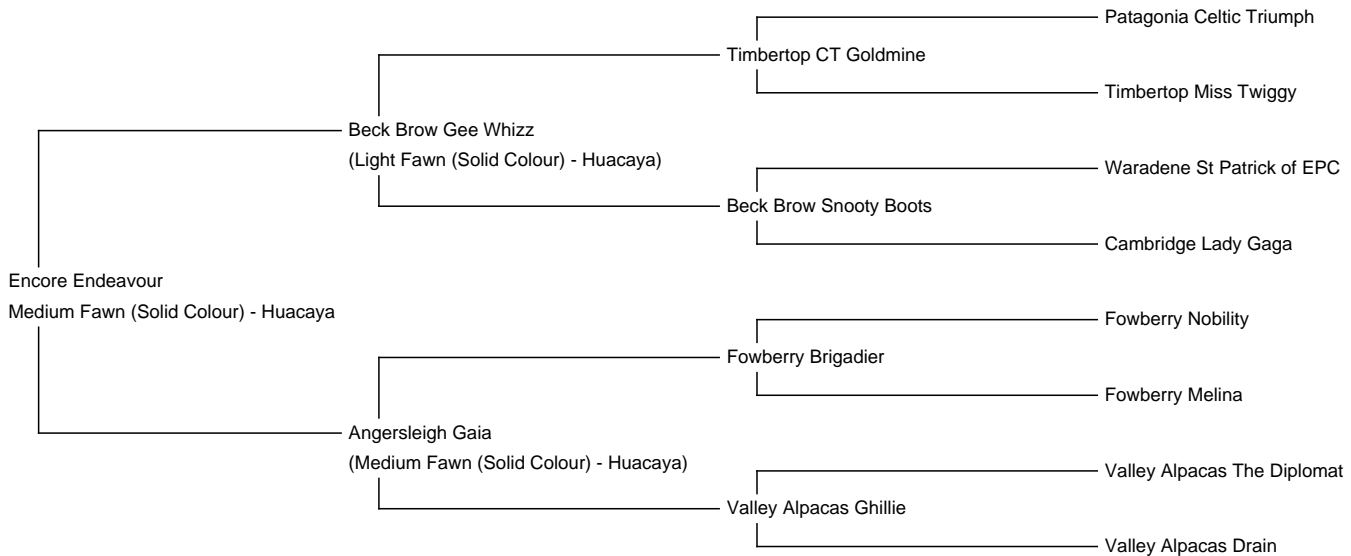 Patagonia Celtic Triumph
Timbertop CT Goldmine
Timbertop Miss Twiggy
Beck Brow Gee Whizz
(Light Fawn (Solid Colour) - Huacaya)
Waradene St Patrick of EPC
Beck Brow Snooty Boots
Cambridge Lady Gaga
Encore Endeavour
Medium Fawn (Solid Colour) - Huacaya
Fowberry Nobility
Fowberry Brigadier
Fowberry Melina
Angersleigh Gaia
(Medium Fawn (Solid Colour) - Huacaya)
Valley Alpacas The Diplomat
Valley Alpacas Ghillie
Valley Alpacas Drain